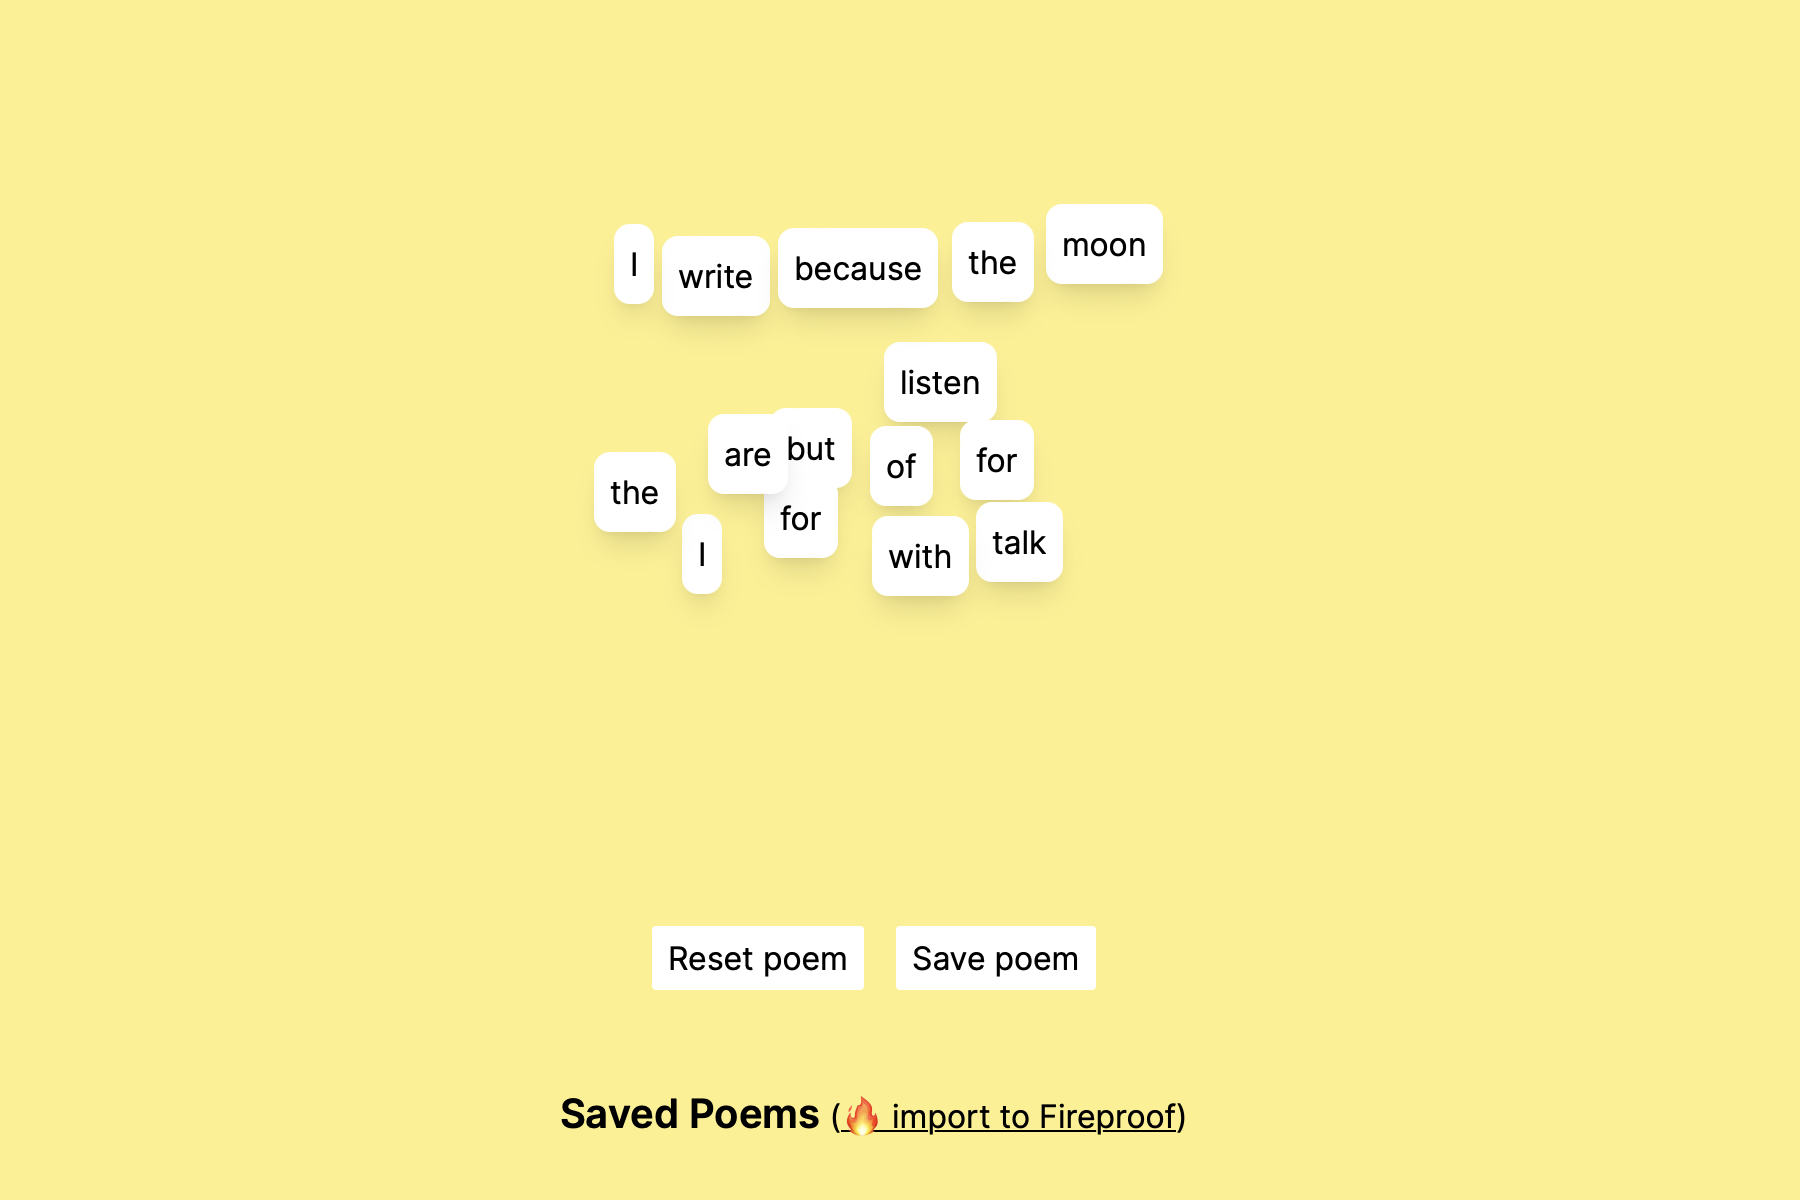 I write because the moon
listen
are but of for
the for
I with talk
Reset poem Save poem
Saved Poems (🔥 import to Fireproof)